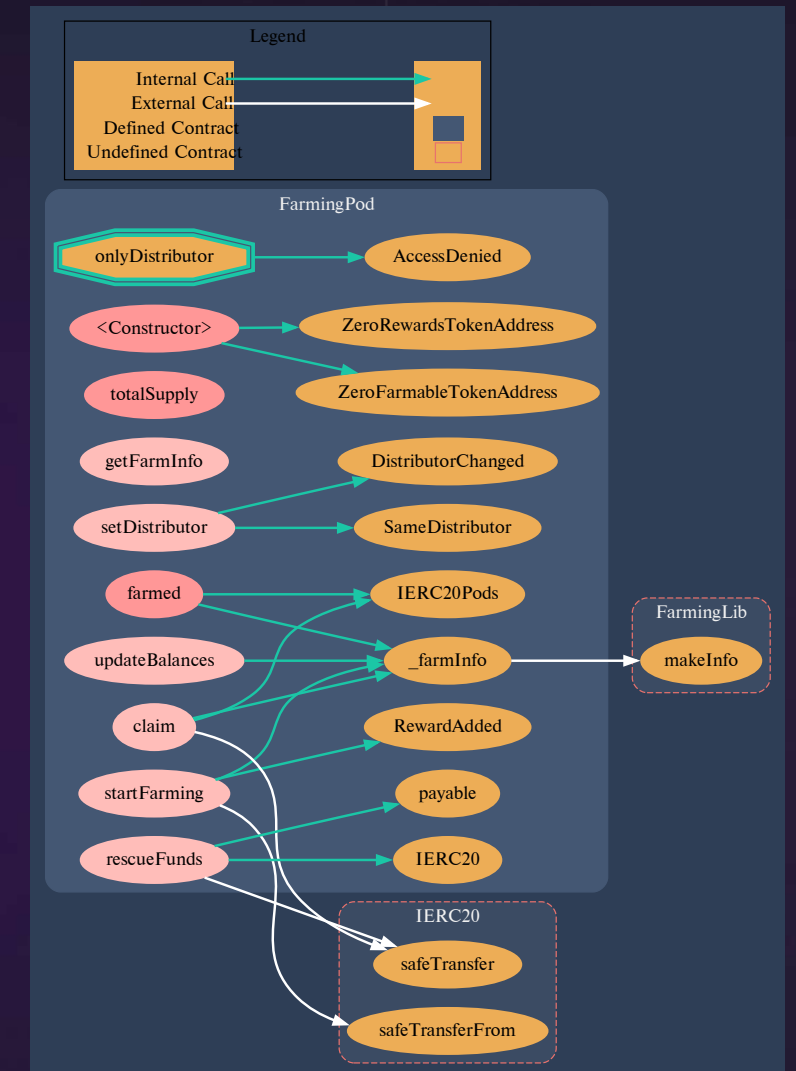 Legend
Internal Call
External Call
Defined Contract
Undefined Contract
FarmingPod
onlyDistributor
AccessDenied
<Constructor>
ZeroRewardsTokenAddress
totalSupply
ZeroFarmableTokenAddress
getFarmInfo
DistributorChanged
setDistributor
SameDistributor
farmed
IERC20Pods
FarmingLib
updateBalances
_farmInfo
makeInfo
claim
RewardAdded
startFarming
payable
rescueFunds
IERC20
IERC20
safeTransfer
safeTransferFrom